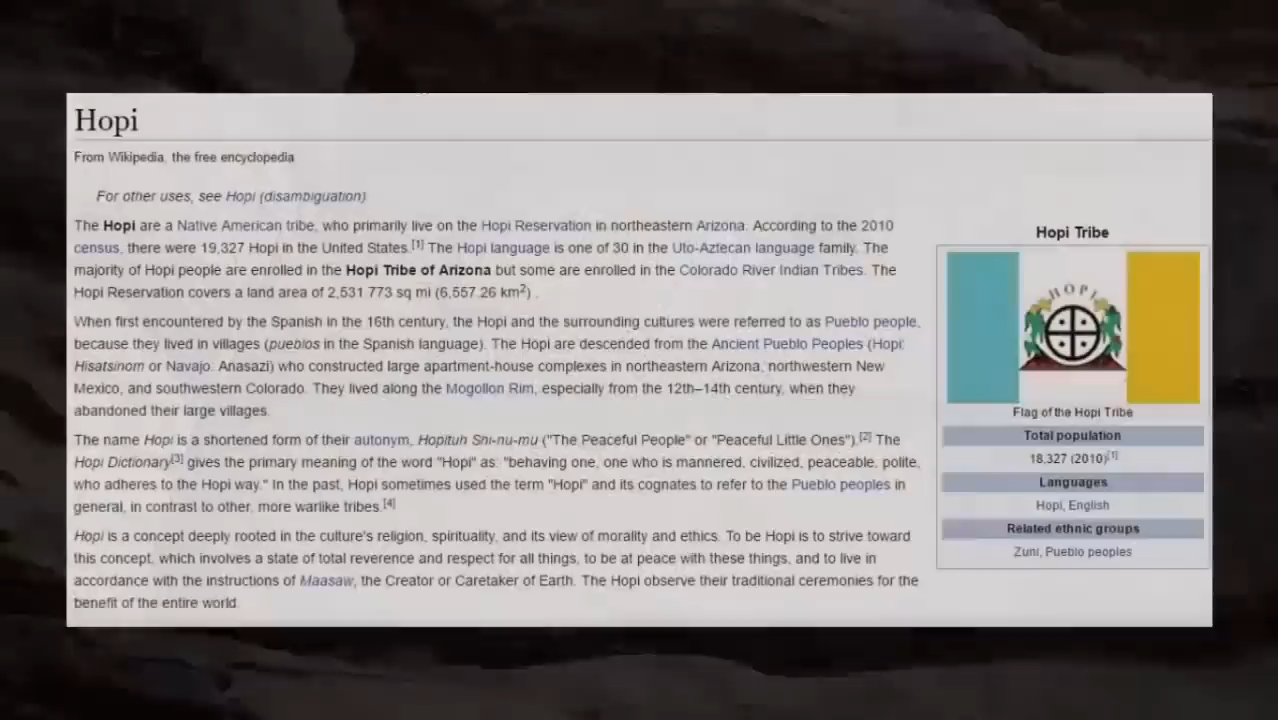 Hopi
From Wikipedia, the free encyclopedia
For other uses, see Hopi (disambiguation)
The Hopi are a Native American tribe, who primarily live on the Hopi Reservation in northeastern Arizona. According to the 2010
census, there were 19,327 Hopi in the United States.[1] The Hopi language is one of 30 in the Uto-Aztecan language family. The
majority of Hopi people are enrolled in the Hopi Tribe of Arizona but some are enrolled in the Colorado River Indian Tribes. The
Hopi Reservation covers a land area of 2,531.773 sq mi (6,557.26 km2) .
When first encountered by the Spanish in the 16th century, the Hopi and the surrounding cultures were referred to as Pueblo people,
because they lived in villages (pueblos in the Spanish language). The Hopi are descended from the Ancient Pueblo Peoples (Hopi:
Hisatsinom or Navajo: Anasazi) who constructed large apartment-house complexes in northeastern Arizona, northwestern New
Mexico, and southwestern Colorado. They lived along the Mogollon Rim, especially from the 12th–14th century, when they
abandoned their large villages.
The name Hopi is a shortened form of their autonym, Hopituh Shi-nu-mu ("The Peaceful People" or "Peaceful Little Ones").[2] The
Hopi Dictionary[3] gives the primary meaning of the word "Hopi" as: "behaving one, one who is mannered, civilized, peaceable, polite,
who adheres to the Hopi way." In the past, Hopi sometimes used the term "Hopi" and its cognates to refer to the Pueblo peoples in
general, in contrast to other, more warlike tribes.[4]
Hopi is a concept deeply rooted in the culture's religion, spirituality, and its view of morality and ethics. To be Hopi is to strive toward
this concept, which involves a state of total reverence and respect for all things, to be at peace with these things, and to live in
accordance with the instructions of Maasaw, the Creator or Caretaker of Earth. The Hopi observe their traditional ceremonies for the
benefit of the entire world.
Hopi Tribe
HOPI
Flag of the Hopi Tribe
Total population
18,327 (2010)[1]
Languages
Hopi, English
Related ethnic groups
Zuni, Pueblo peoples